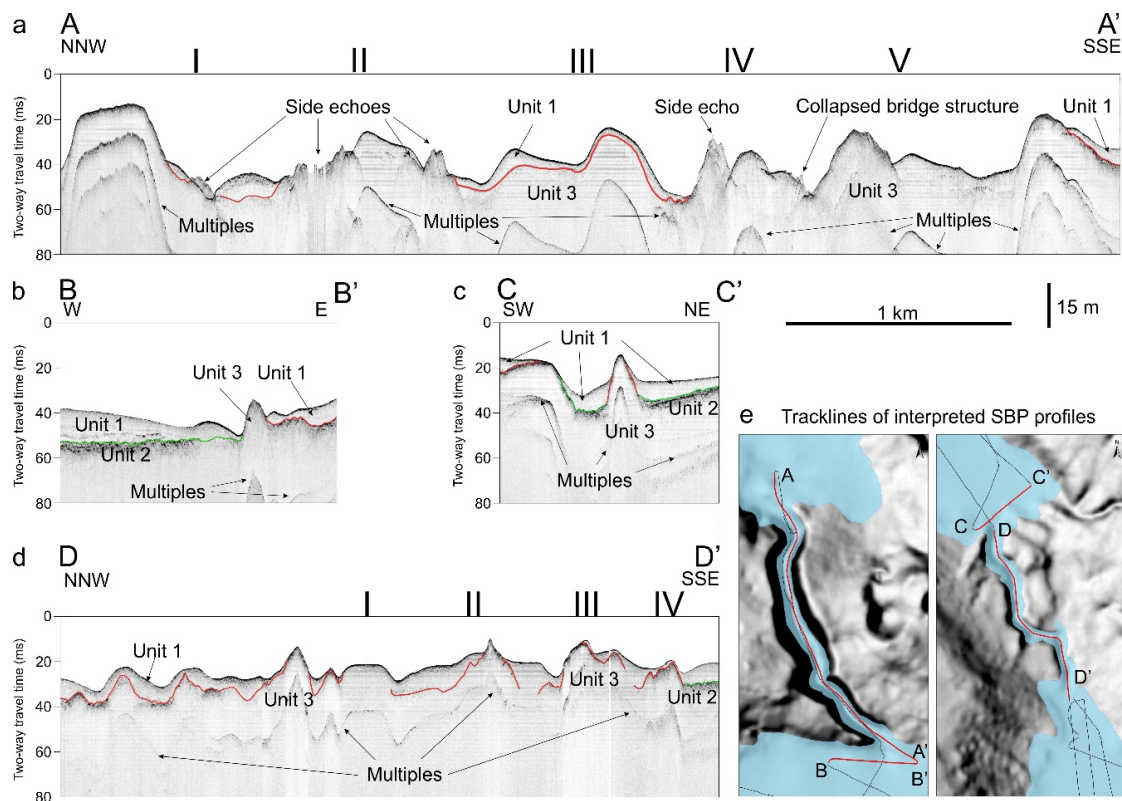 a
A
NNW
I
II
III
IV
V
A'
SSE
Two-way travel time (ms)
0
20
40
60
80
Side echoes
Unit 1
Side echo
Collapsed bridge structure
Unit 1
Unit 3
Unit 3
Multiples
Multiples
Multiples
b
B
W
B'
E
Two-way travel time (ms)
0
20
40
60
80
Unit 3
Unit 1
Unit 1
Unit 2
Multiples
c
C
SW
C'
NE
Two-way travel time (ms)
0
20
40
60
80
Unit 1
Unit 2
Unit 3
Multiples
1 km
15 m
d
D
NNW
I
II
III
IV
D'
SSE
Two-way travel time (ms)
0
20
40
60
80
Unit 1
Unit 3
Unit 3
Unit 2
Multiples
e
Tracklines of interpreted SBP profiles
A
N
B
A'
B'
N
C'
C
D
D'